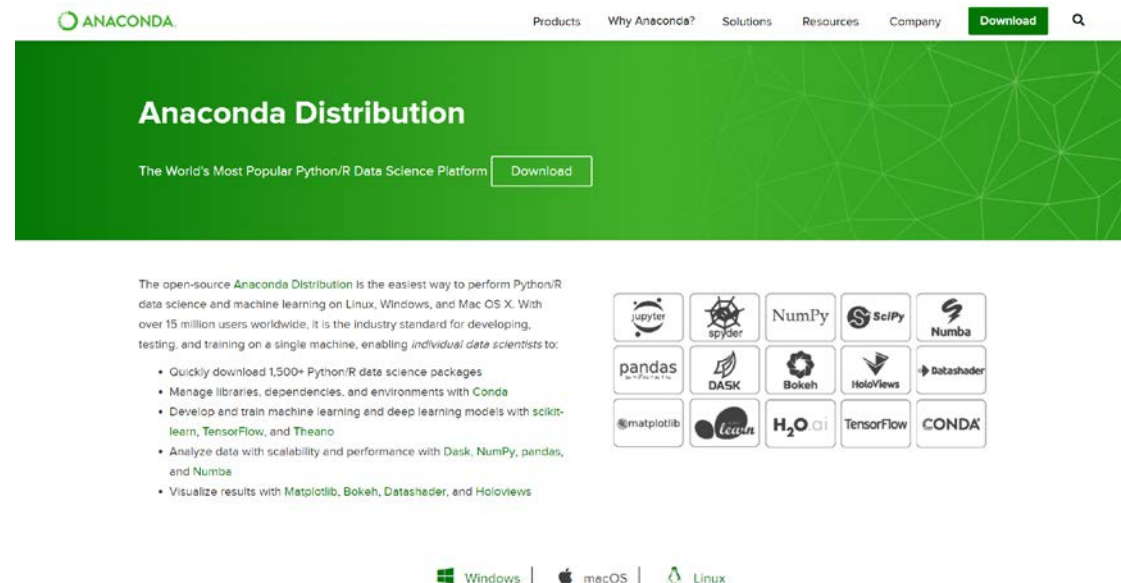 ANACONDA.
Products Why Anaconda? Solutions Resources Company Download
Anaconda Distribution
The World's Most Popular Python/R Data Science Platform Download
The open-source Anaconda Distribution is the easiest way to perform Python/R
data science and machine learning on Linux, Windows, and Mac OS X. With
over 15 million users worldwide, it is the industry standard for developing,
testing, and training on a single machine, enabling individual data scientists to:
• Quickly download 1,500+ Python/R data science packages
• Manage libraries, dependencies, and environments with Conda
• Develop and train machine learning and deep learning models with scikit-
learn, TensorFlow, and Theano
• Analyze data with scalability and performance with Dask, NumPy, pandas,
and Numba
• Visualize results with Matplotlib, Bokeh, Datashader, and Holoviews
jupyter spyder NumPy SciPy Numba
pandas DASK Bokeh HoloViews Datashader
matplotlib learn H2O.ai TensorFlow CONDA
Windows macOS Linux